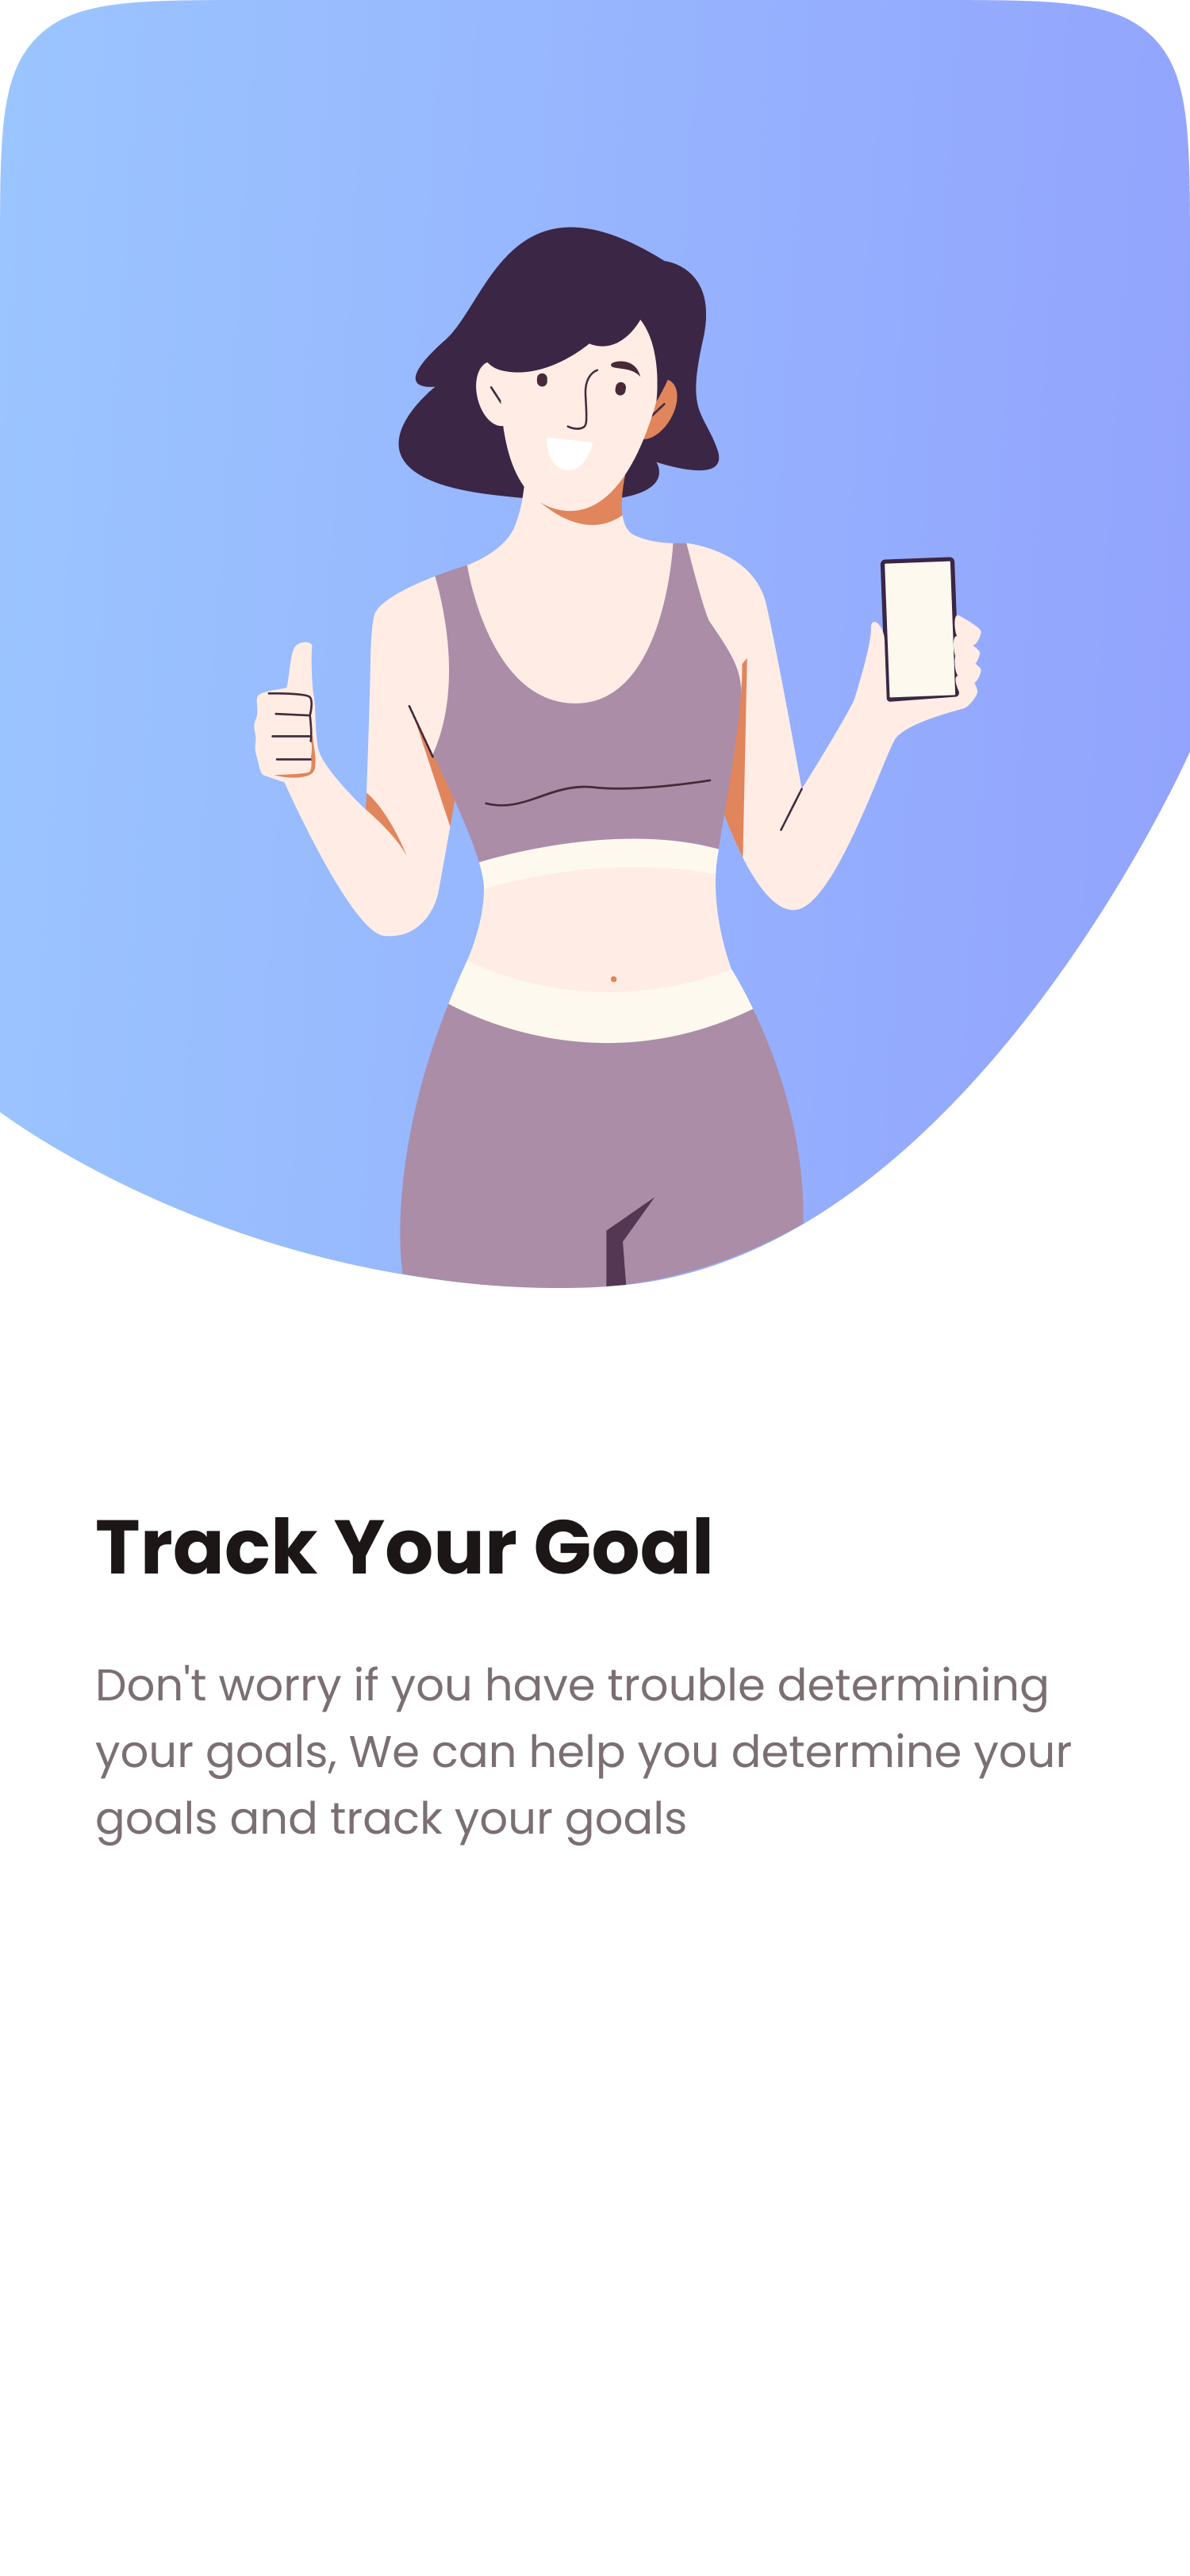 Track Your Goal
Don't worry if you have trouble determining
your goals, We can help you determine your
goals and track your goals